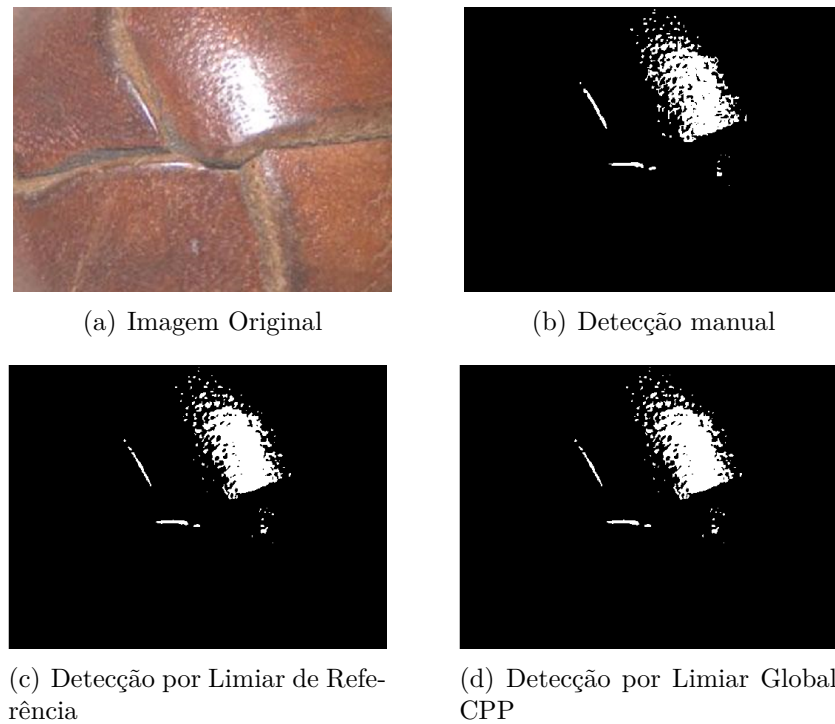 (a) Imagem Original
(b) Detecção manual
(c) Detecção por Limiar de Refe-
rência
(d) Detecção por Limiar Global
CPP